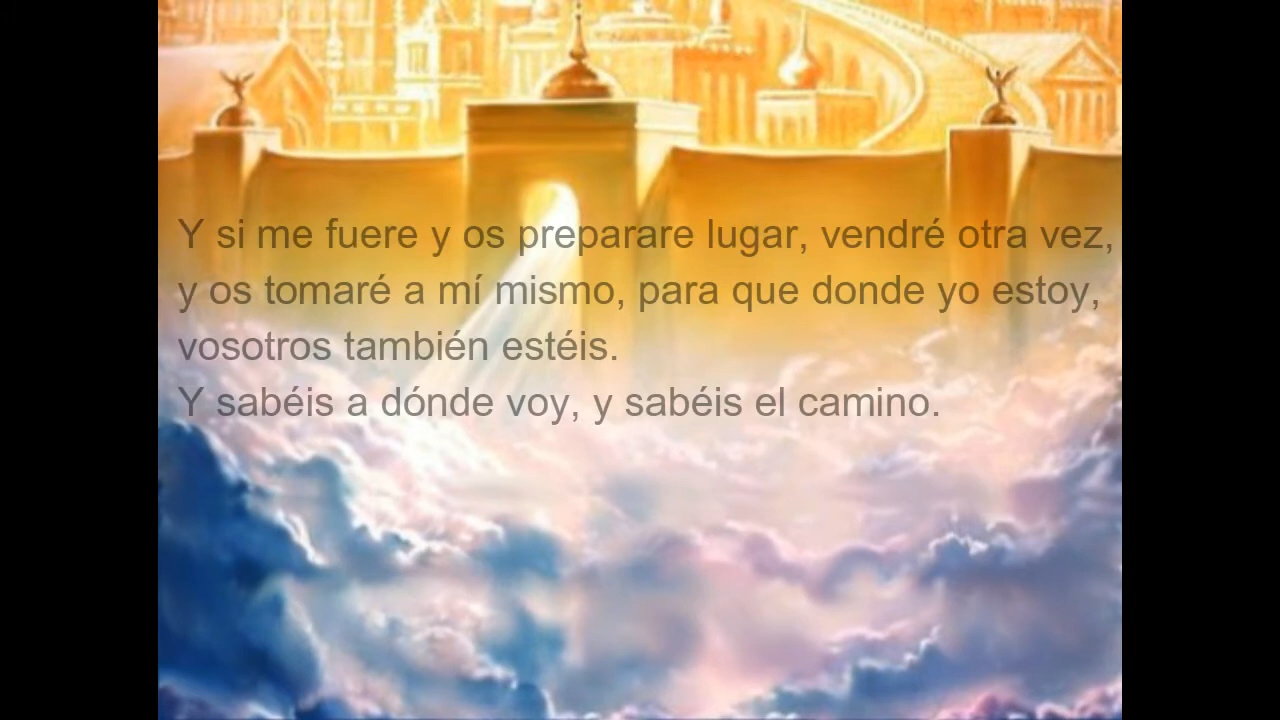 Y si me fuere y os preparare lugar, vendré otra vez,
y os tomaré a mí mismo, para que donde yo estoy,
vosotros también estéis.
Y sabéis a dónde voy, y sabéis el camino.